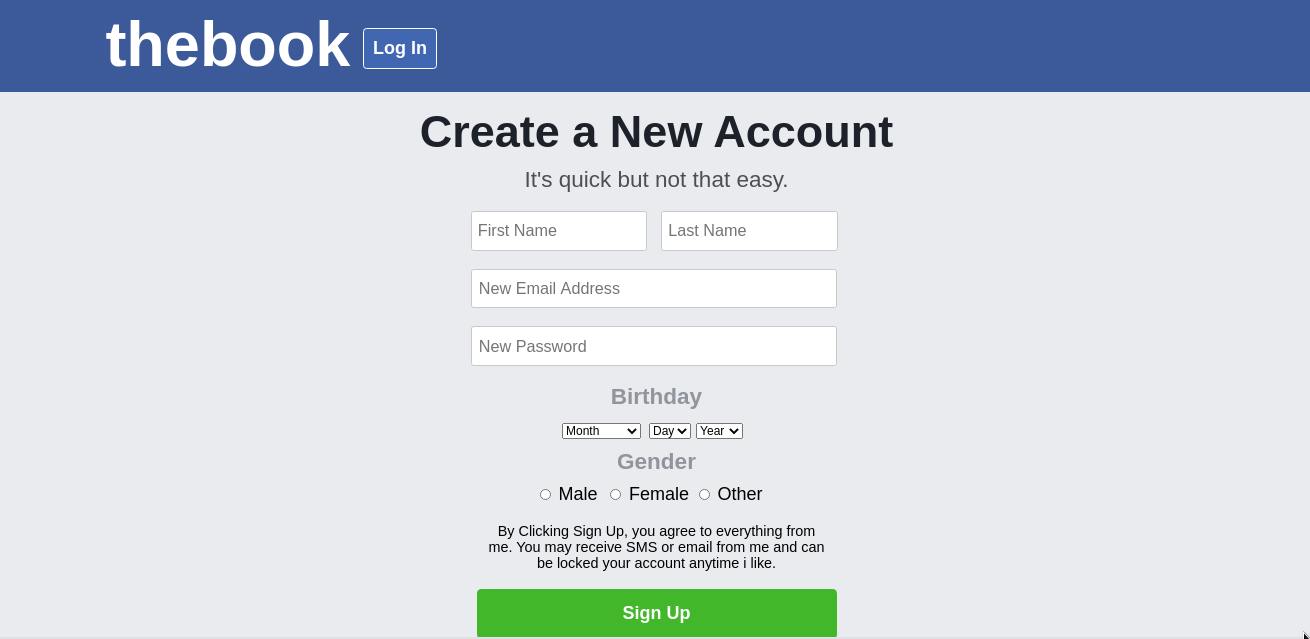 thebook Log In
Create a New Account
It's quick but not that easy.
First Name Last Name
New Email Address
New Password
Birthday
Month Day Year
Gender
Male Female Other
By Clicking Sign Up, you agree to everything from
me. You may receive SMS or email from me and can
be locked your account anytime i like.
Sign Up